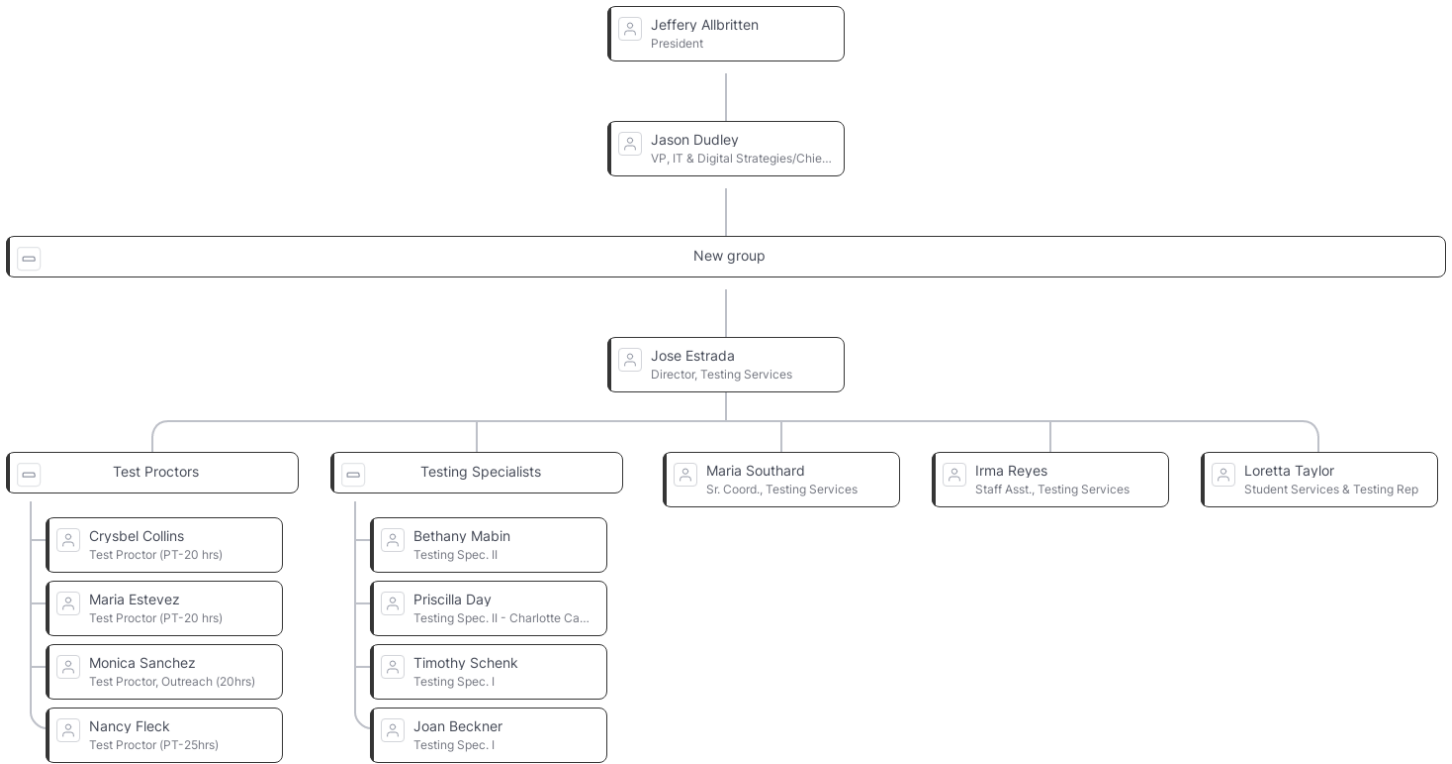 Jeffery Allbritten
President
Jason Dudley
VP, IT & Digital Strategies/Chie...
New group
Jose Estrada
Director, Testing Services
Test Proctors
Crysbel Collins
Test Proctor (PT-20 hrs)
Maria Estevez
Test Proctor (PT-20 hrs)
Monica Sanchez
Test Proctor, Outreach (20hrs)
Nancy Fleck
Test Proctor (PT-25hrs)
Testing Specialists
Bethany Mabin
Testing Spec. II
Priscilla Day
Testing Spec. II - Charlotte Ca...
Timothy Schenk
Testing Spec. I
Joan Beckner
Testing Spec. I
Maria Southard
Sr. Coord., Testing Services
Irma Reyes
Staff Asst., Testing Services
Loretta Taylor
Student Services & Testing Rep